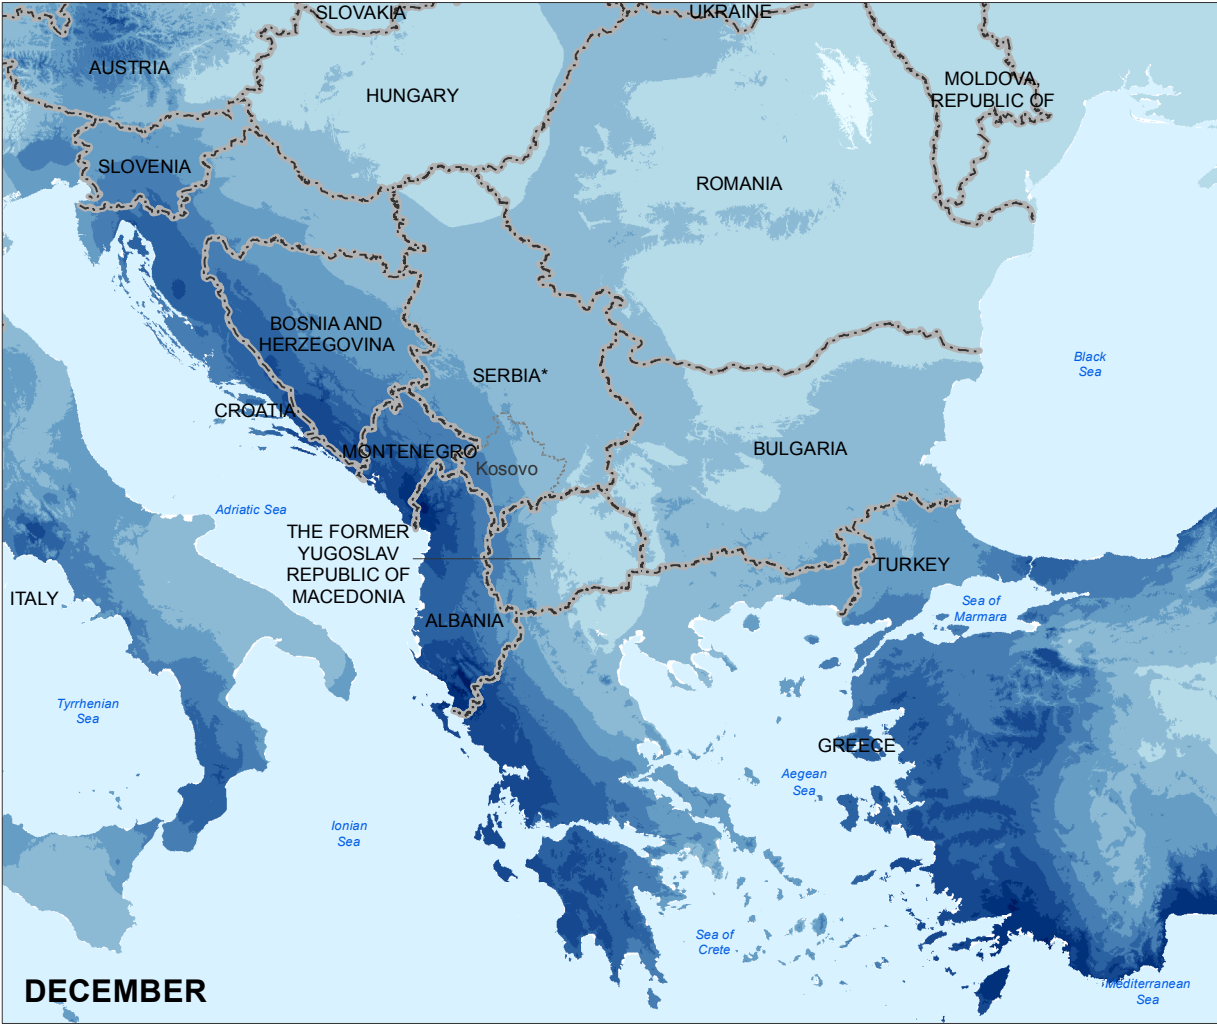 SLOVAKIA
UKRAINE
AUSTRIA
HUNGARY
MOLDOVA,
REPUBLIC OF
SLOVENIA
ROMANIA
BOSNIA AND
HERZEGOVINA
Black
Sea
SERBIA*
CROATIA
MONTENEGRO
BULGARIA
Kosovo
Adriatic Sea
THE FORMER
YUGOSLAV
REPUBLIC OF
MACEDONIA
TURKEY
ITALY
Sea of
Marmara
ALBANIA
Tyrrhenian
Sea
GREECE
Aegean
Sea
Ionian
Sea
Sea of
Crete
DECEMBER
Mediterranean
Sea